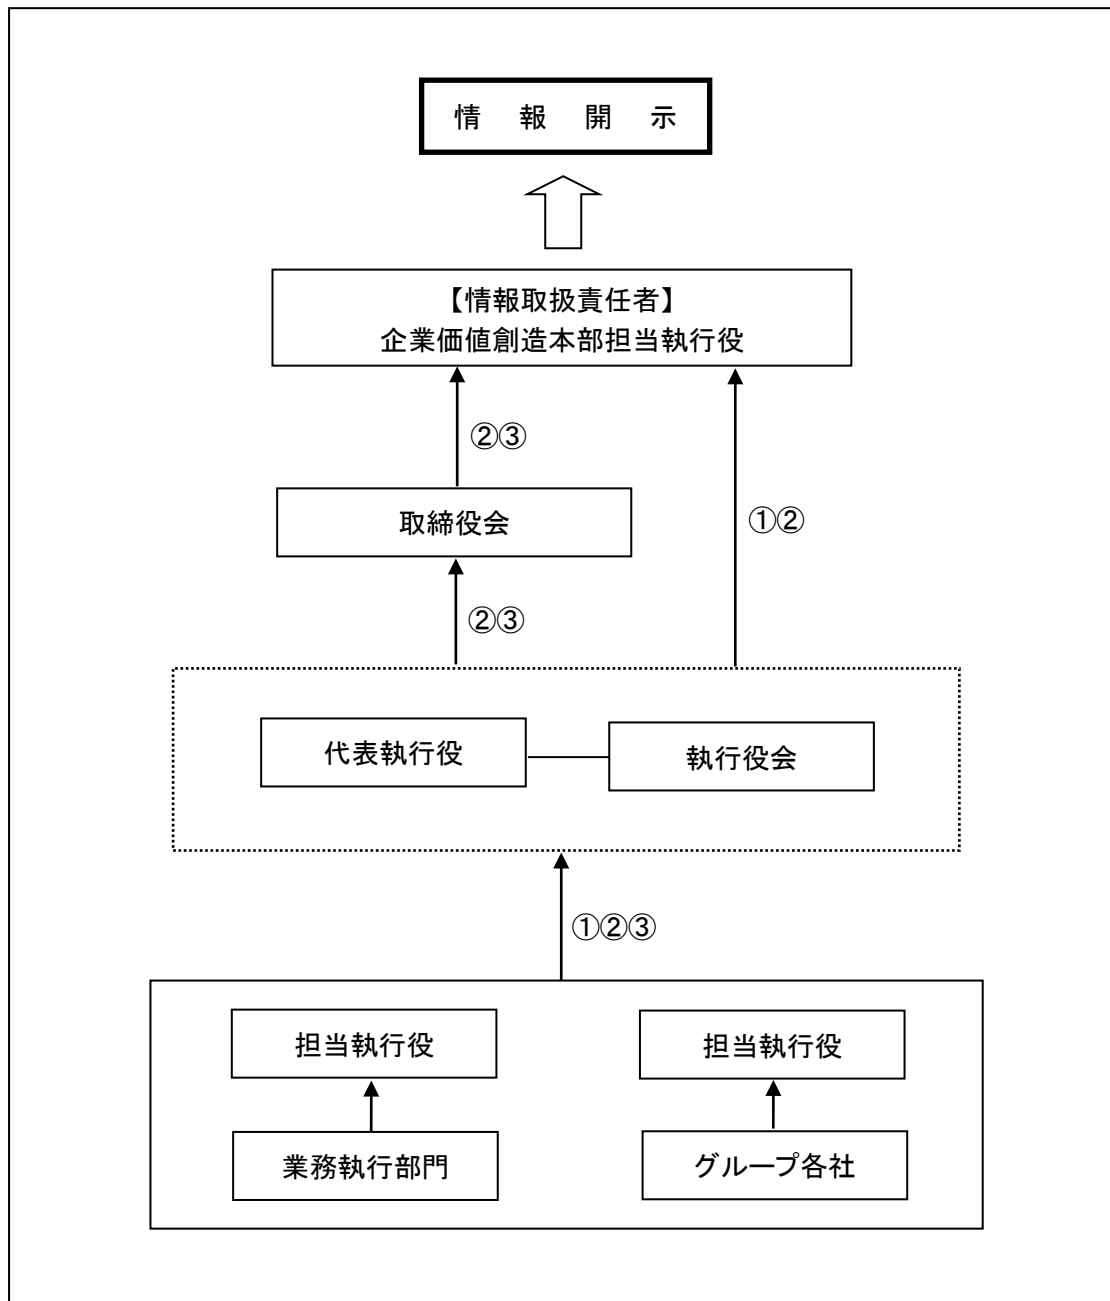 情報開示
【情報取扱責任者】
企業価値創造本部担当執行役
②③
取締役会
①②
②③
代表執行役
執行役会
①②③
担当執行役
担当執行役
業務執行部門
グループ各社